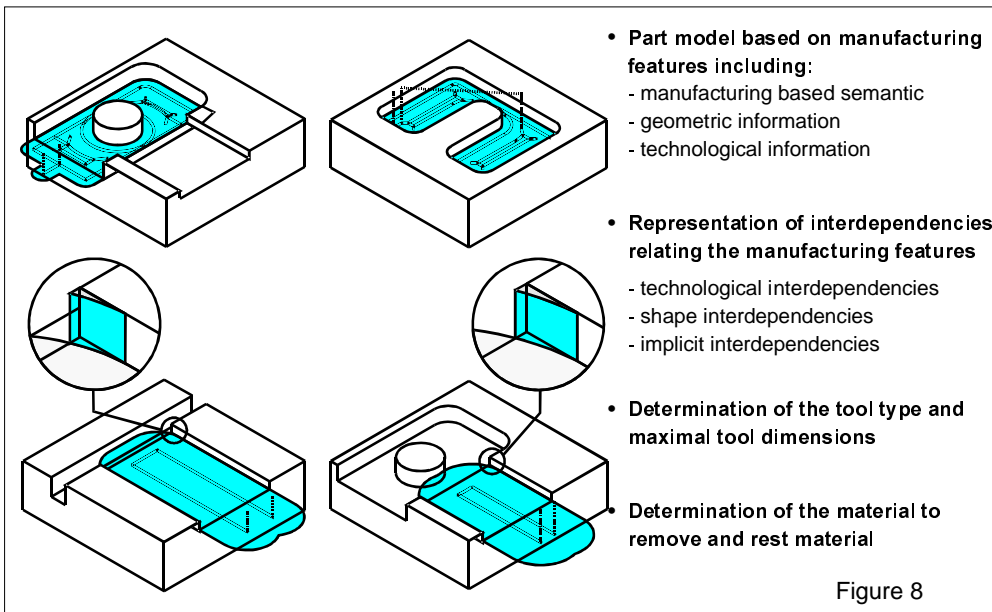 • Part model based on manufacturing
features including:
- manufacturing based semantic
- geometric information
- technological information
• Representation of interdependencies
relating the manufacturing features
- technological interdependencies
- shape interdependencies
- implicit interdependencies
• Determination of the tool type and
maximal tool dimensions
• Determination of the material to
remove and rest material
Figure 8